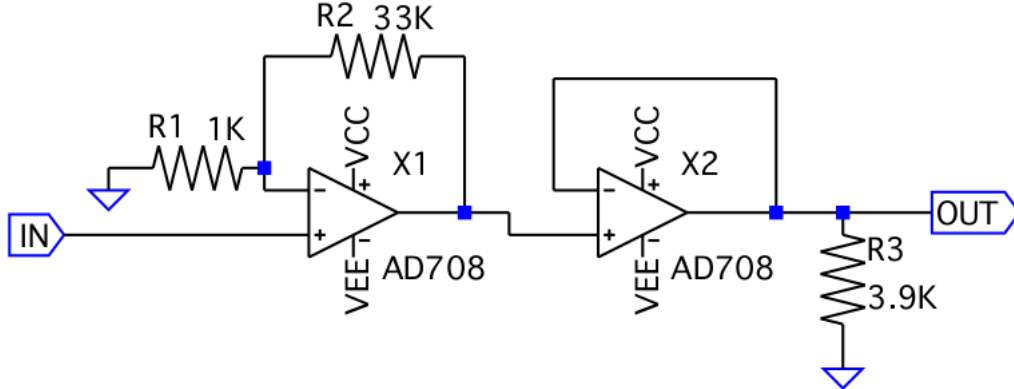 R2 33K
R1 1K
VCC
X1
IN
VEE
AD708
VCC
X2
VEE
AD708
OUT
R3
3.9K